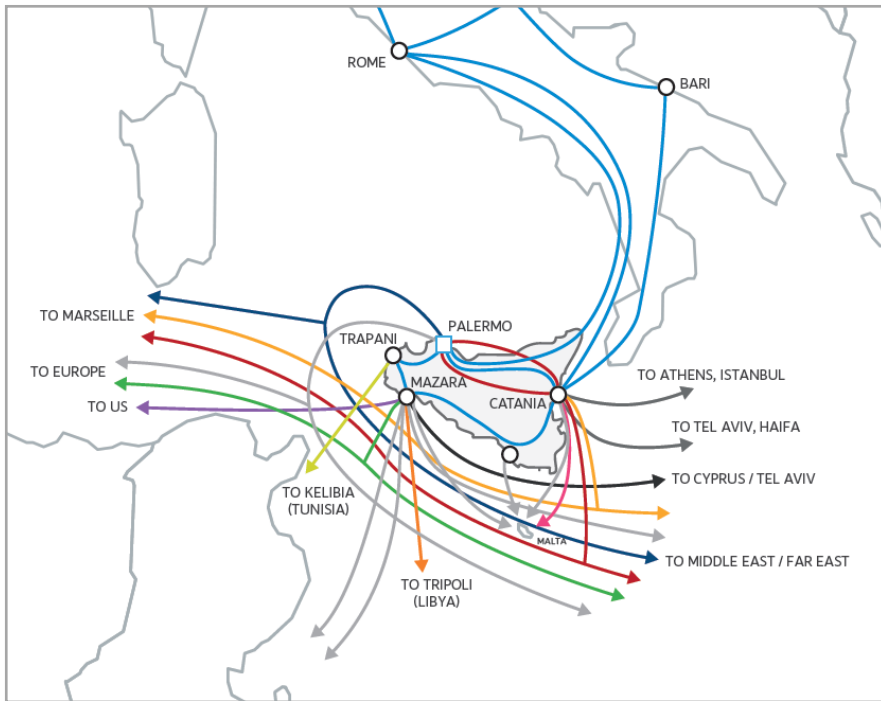 ROME
BARI
TO MARSEILLE
PALERMO
TRAPANI
TO EUROPE
MAZARA
TO ATHENS, ISTANBUL
TO US
CATANIA
TO TEL AVIV, HAIFA
TO CYPRUS / TEL AVIV
TO KELIBIA
(TUNISIA)
MALTA
TO MIDDLE EAST / FAR EAST
TO TRIPOLI
(LIBYA)